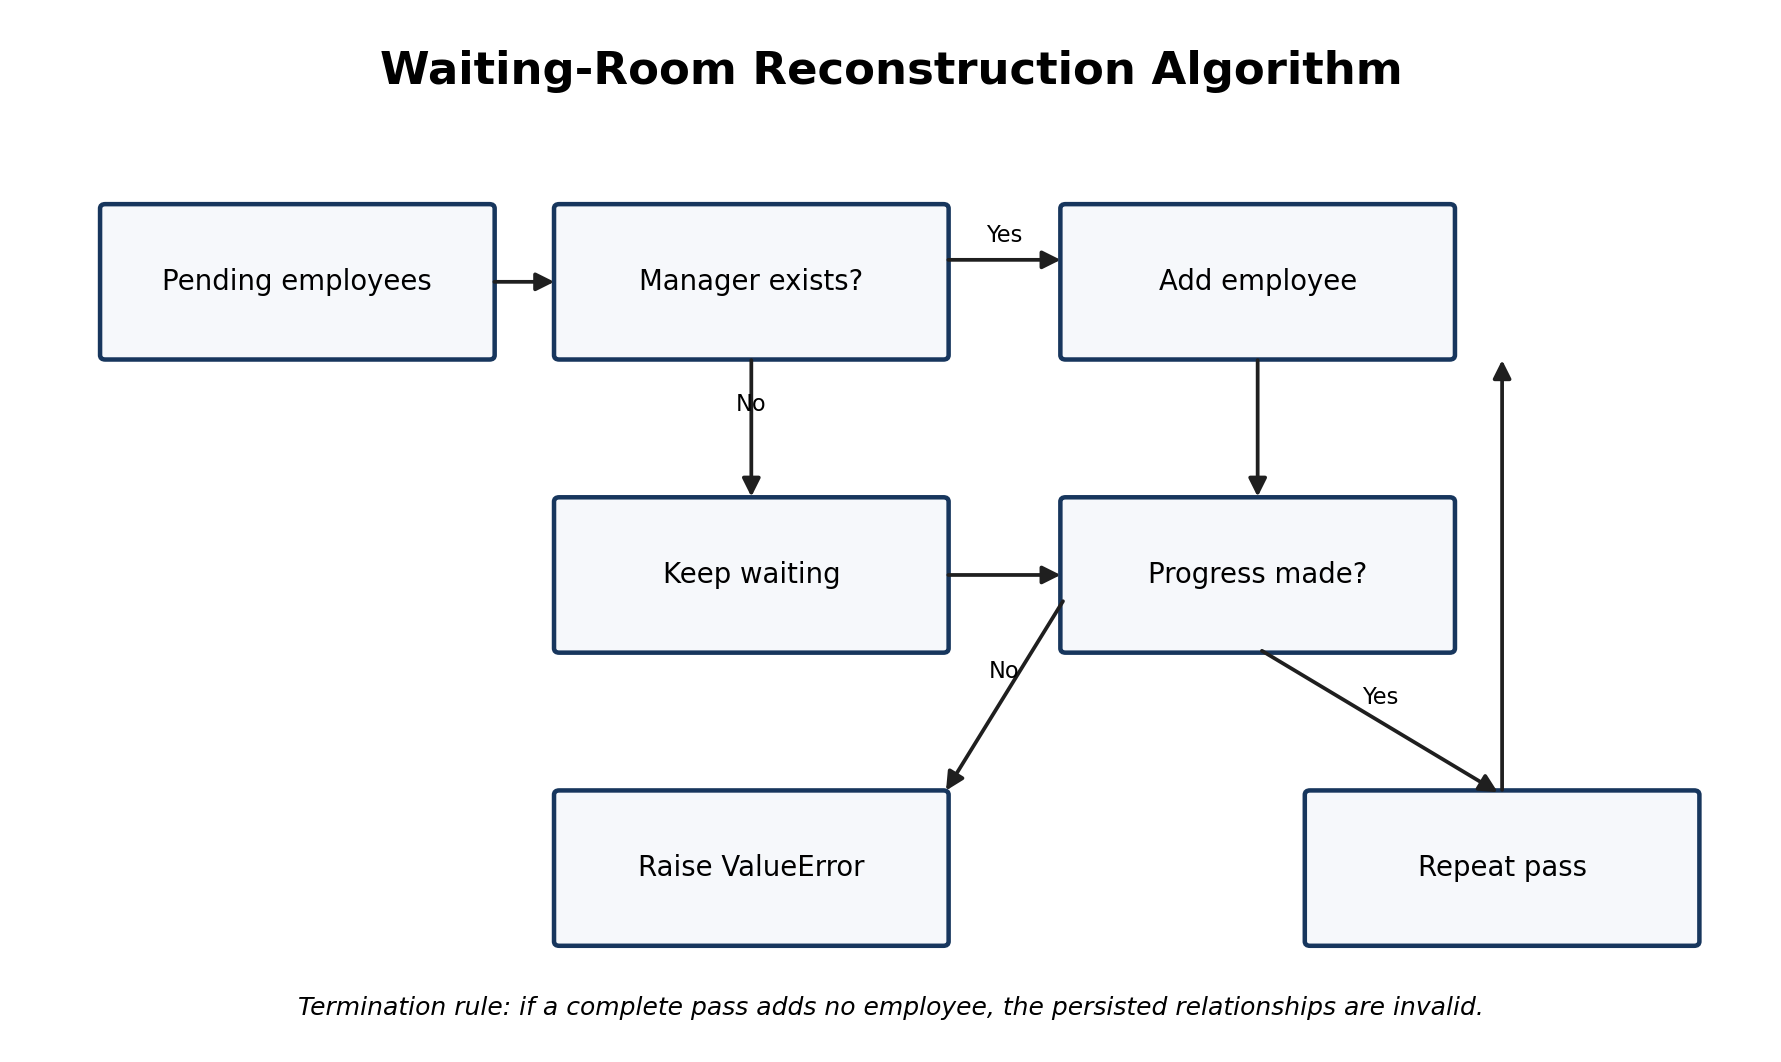 Waiting-Room Reconstruction Algorithm
Pending employees
Manager exists?
Yes
Add employee
No
Keep waiting
Progress made?
No
Yes
Raise ValueError
Repeat pass
Termination rule: if a complete pass adds no employee, the persisted relationships are invalid.